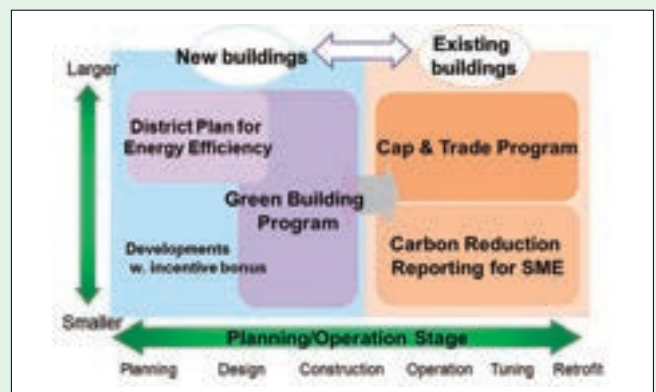 New buildings
Existing
buildings
Larger
District Plan for
Energy Efficiency
Cap & Trade Program
Green Building
Program
Developments
w. incentive bonus
Carbon Reduction
Reporting for SME
Smaller
Planning/Operation Stage
Planning Design Construction Operation Tuning Retrofit